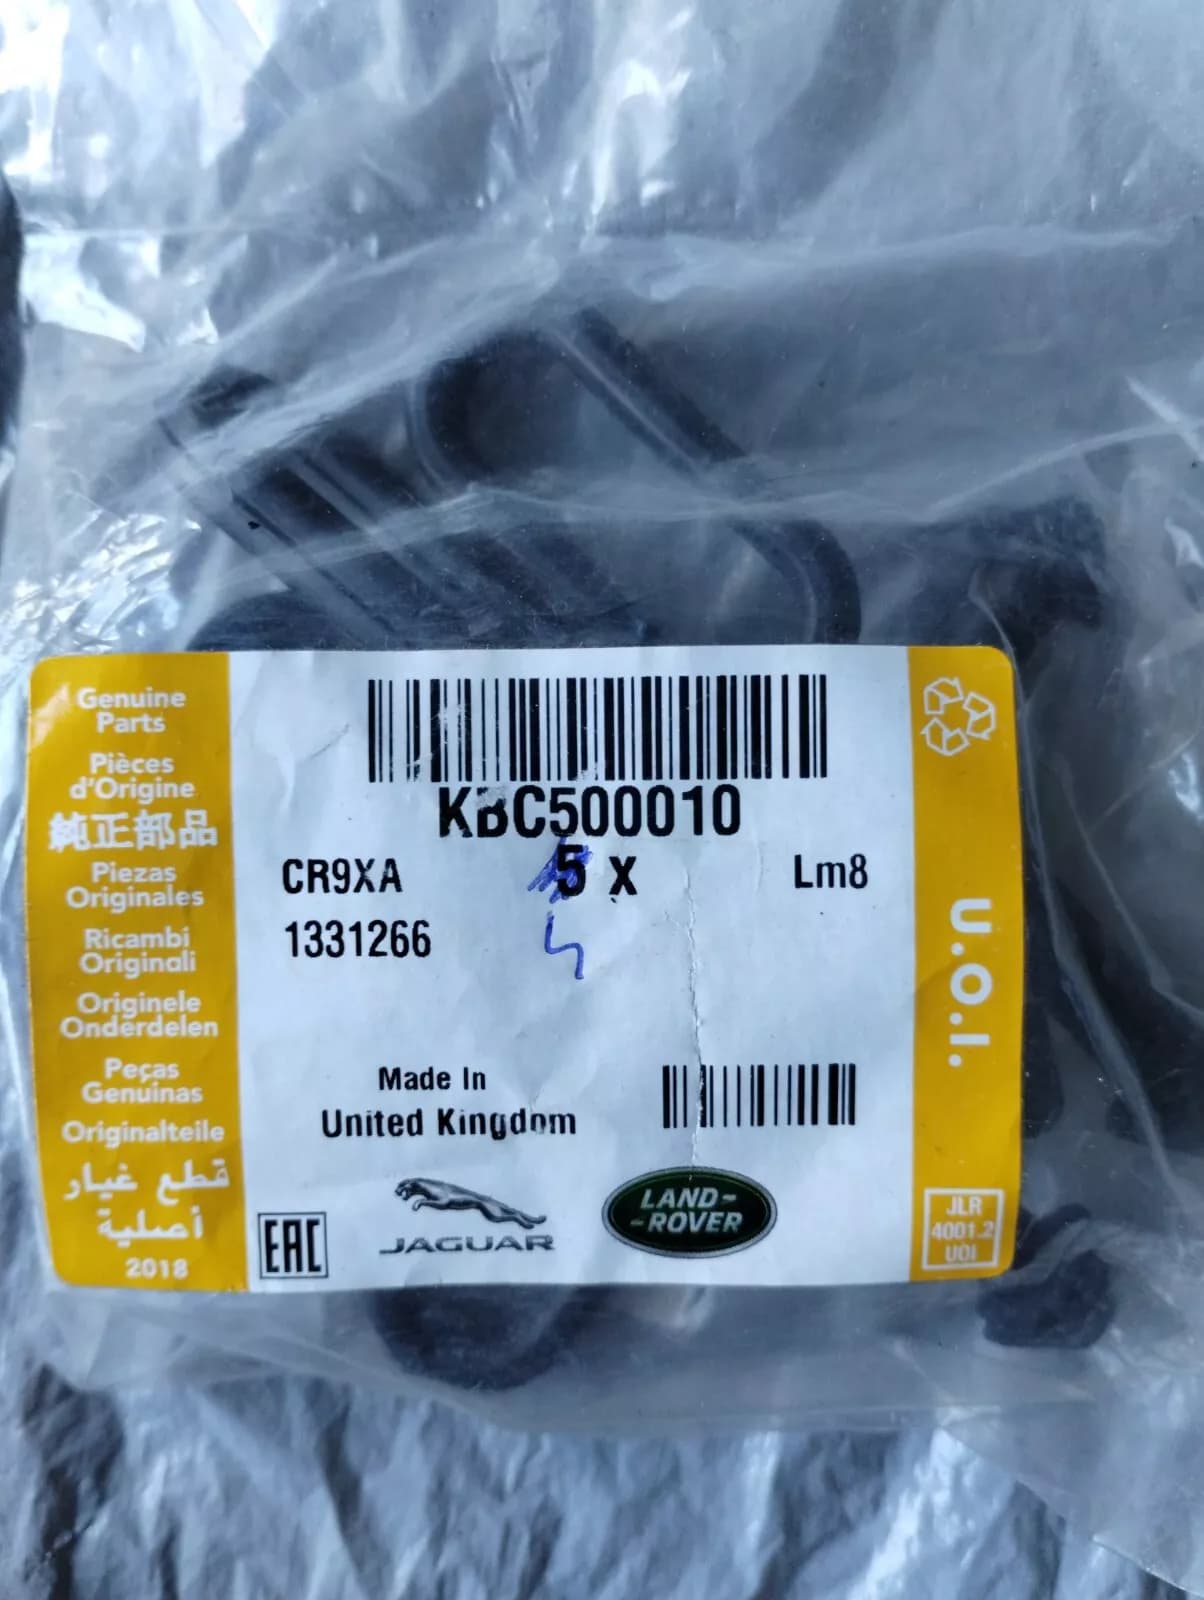 Genuine
Parts
Pièces
d'Origine
純正部品
Piezas
Originales
Ricambi
Originali
Originele
Onderdelen
Peças
Genuinas
Originalteile
قطع غيار
أصلية
2018
KBC500010
CR9XA
5 x
Lm8
1331266
4
Made In
United Kingdom
EAC
JAGUAR
LAND-
-ROVER
U.O.I.
JLR
4001.2
UOI